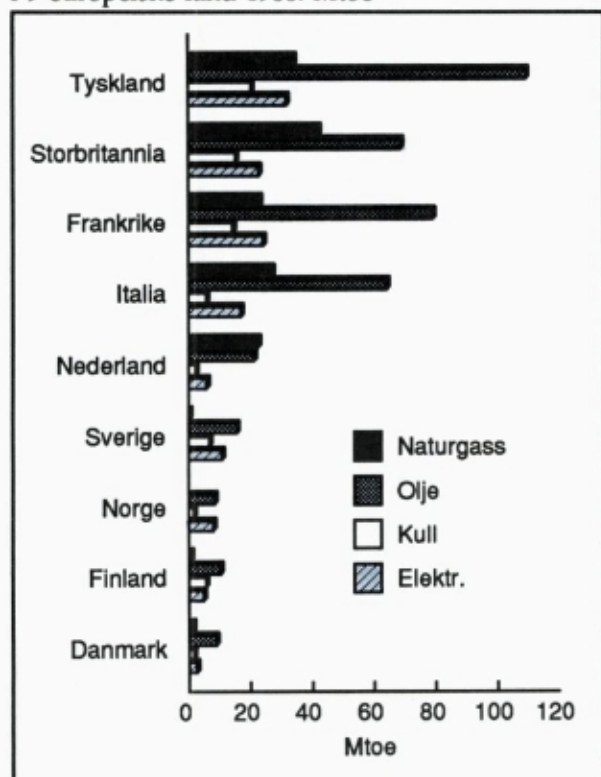 Tyskland
Storbritannia
Frankrike
Italia
Nederland
Sverige
Norge
Finland
Danmark
Naturgass
Olje
Kull
Elektr.
0 20 40 60 80 100 120
Mtoe